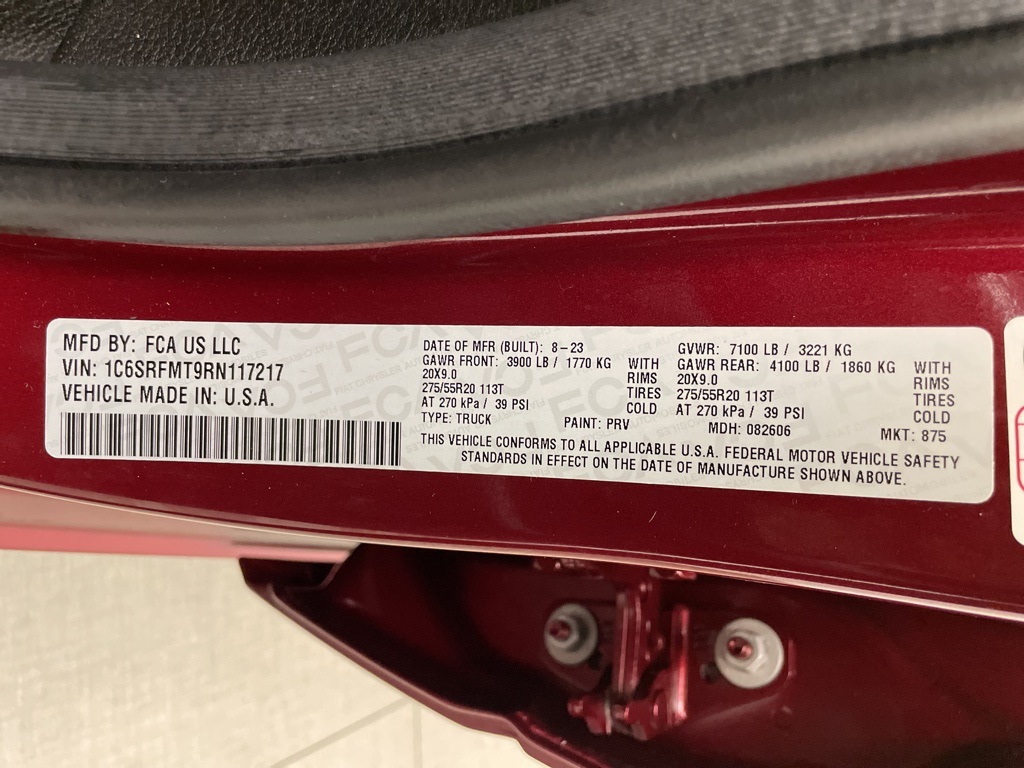 MFD BY: FCA US LLC
VIN: 1C6SRFMT9RN117217
VEHICLE MADE IN: U.S.A.
DATE OF MFR (BUILT): 8-23
GAWR FRONT: 3900 LB / 1770 KG WITH
20X9.0 RIMS
275/55R20 113T TIRES
AT 270 kPa / 39 PSI COLD
TYPE: TRUCK PAINT: PRV
GVWR: 7100 LB / 3221 KG
GAWR REAR: 4100 LB / 1860 KG WITH
20X9.0 RIMS
275/55R20 113T TIRES
AT 270 kPa / 39 PSI COLD
MDH: 082606 MKT: 875
THIS VEHICLE CONFORMS TO ALL APPLICABLE U.S.A. FEDERAL MOTOR VEHICLE SAFETY
STANDARDS IN EFFECT ON THE DATE OF MANUFACTURE SHOWN ABOVE.